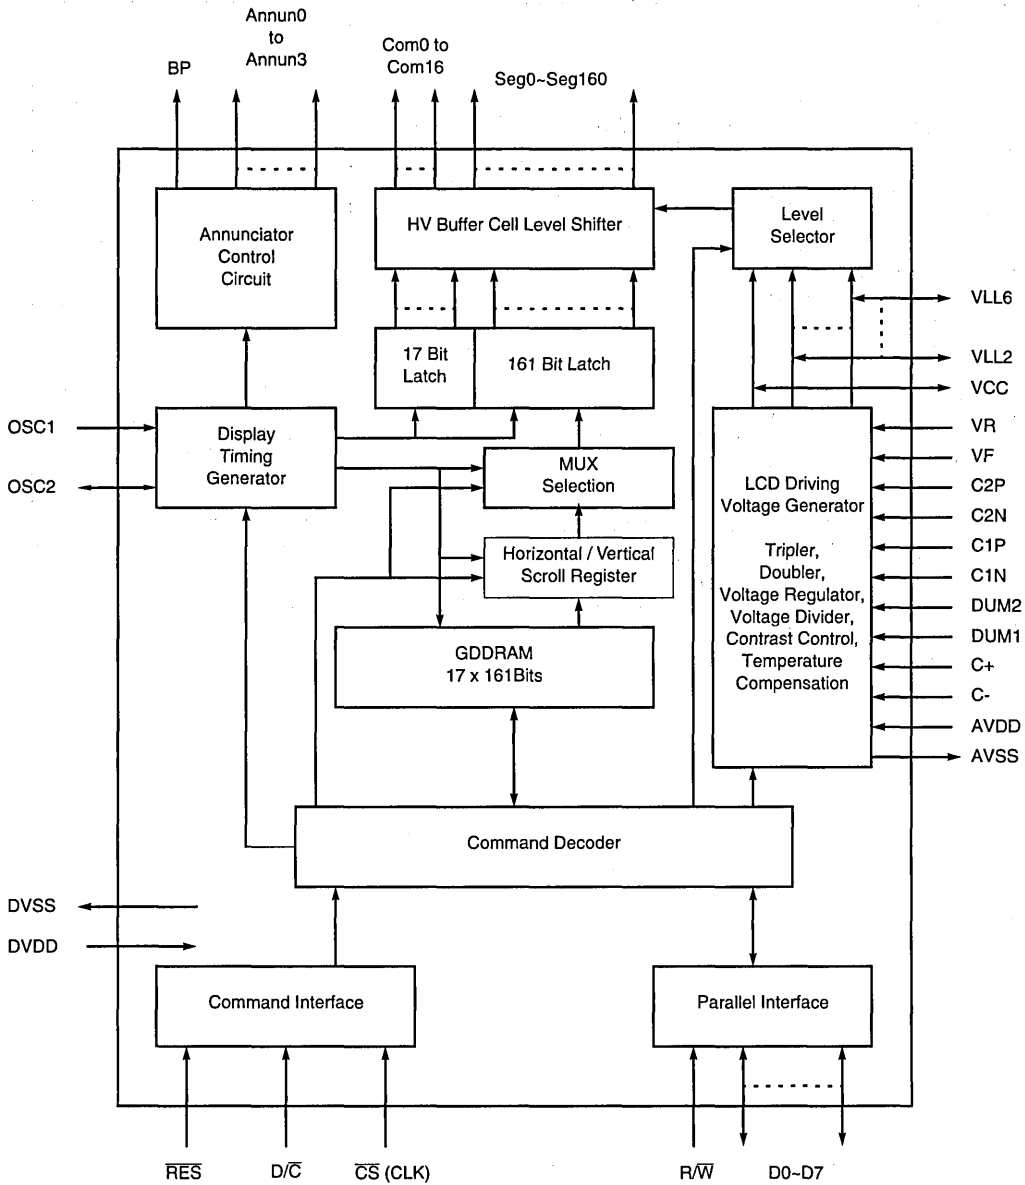 Annun0
to
Annun3
BP
Com0 to
Com16
Seg0~Seg160
Annunciator
Control
Circuit
HV Buffer Cell Level Shifter
Level
Selector
VLL6
17 Bit
Latch
161 Bit Latch
VLL2
VCC
OSC1
OSC2
Display
Timing
Generator
MUX
Selection
Horizontal / Vertical
Scroll Register
GDDRAM
17 x 161Bits
LCD Driving
Voltage Generator
Tripler,
Doubler,
Voltage Regulator,
Voltage Divider,
Contrast Control,
Temperature
Compensation
VR
VF
C2P
C2N
C1P
C1N
DUM2
DUM1
C+
C-
AVDD
AVSS
Command Decoder
DVSS
DVDD
Command Interface
Parallel Interface
R̅E̅S̅
D/C̅
C̅S̅ (CLK)
R/W̅
D0~D7